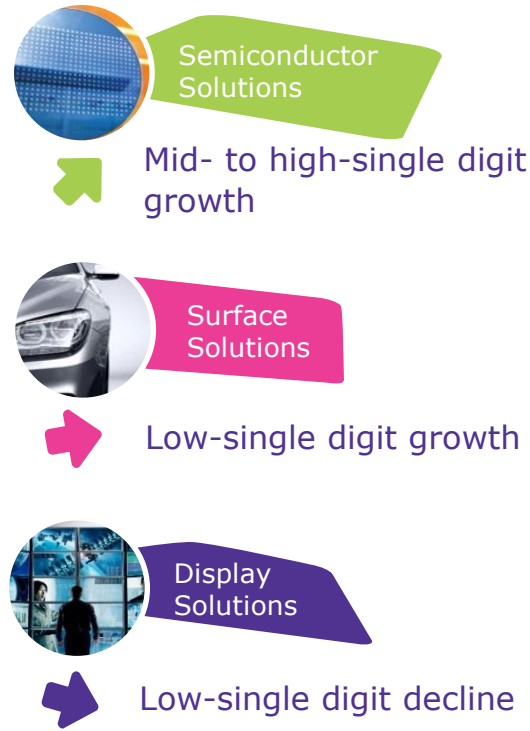 Semiconductor
Solutions
Mid- to high-single digit
growth
Surface
Solutions
Low-single digit growth
Display
Solutions
Low-single digit decline